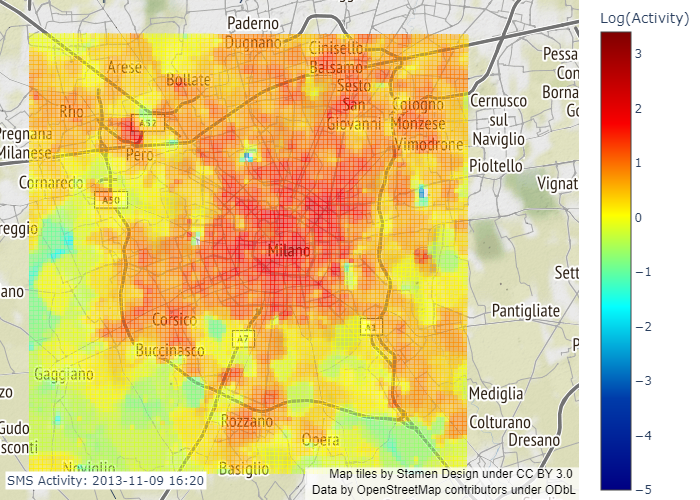 Log(Activity)
Paderno
Dugnano
Cinisello
Balsamo
Arese
Bollate
Sesto
San
Giovanni
Rho
A52
Cologno
Monzese
Vimodrone
Cernusco
sul
Naviglio
Pessa
Con
Borna
Go
Pregnana
Milanese
Pero
Pioltello
Cornaredo
Vignat
A50
reggio
Milano
Sett
ano
Pantigliate
Corsico
A7
A1
Buccinasco
P
Gaggiano
zo
Mediglia
Rozzano
Colturano
Gudo
sconti
Opera
Dresano
Noviglio
Basiglio
3
2
1
0
−1
−2
−3
−4
−5
SMS Activity: 2013-11-09 16:20
Map tiles by Stamen Design under CC BY 3.0
Data by OpenStreetMap contributors under ODbL